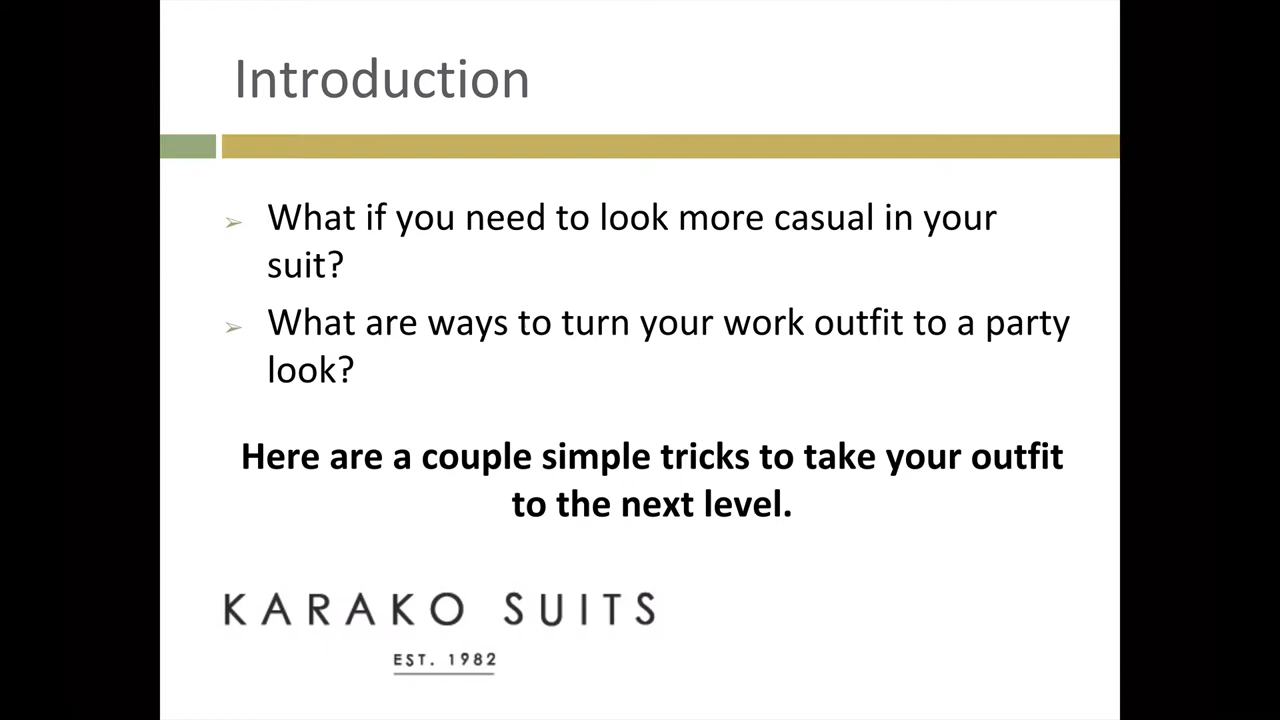 Introduction
What if you need to look more casual in your
suit?
What are ways to turn your work outfit to a party
look?
Here are a couple simple tricks to take your outfit
to the next level.
KARAKO SUITS
EST. 1982